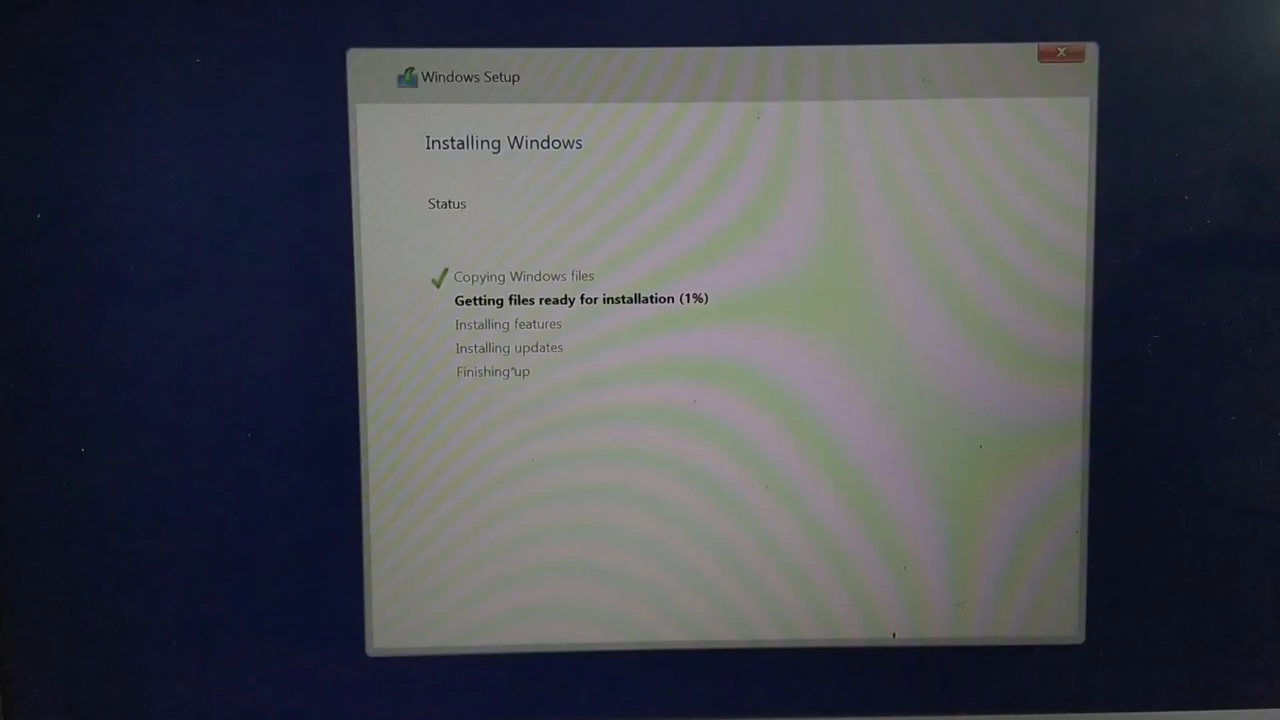 Windows Setup
Installing Windows
Status
Copying Windows files
Getting files ready for installation (1%)
Installing features
Installing updates
Finishing up